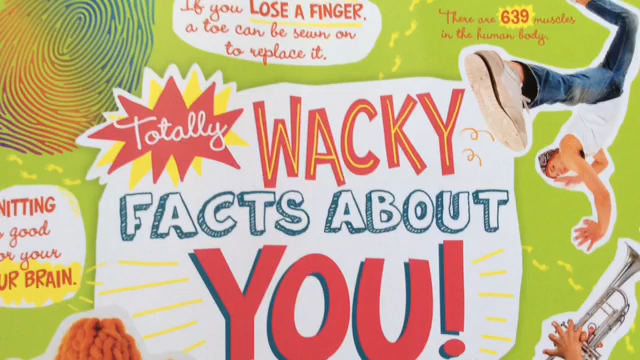 If you LOSE A FINGER,
a toe can be sewn on
to replace it.
There are 639 muscles
in the human body.
Totally
WACKY
FACTS ABOUT
YOU!
NITTING
good
your
BRAIN.